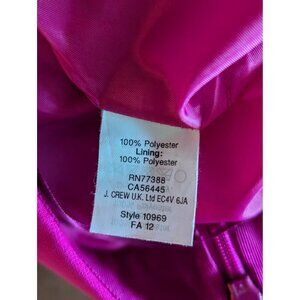 100% Polyester
Lining:
100% Polyester
RN77388
CA56445
J. CREW U.K. Ltd EC4V 6JA
Style 10969
FA 12